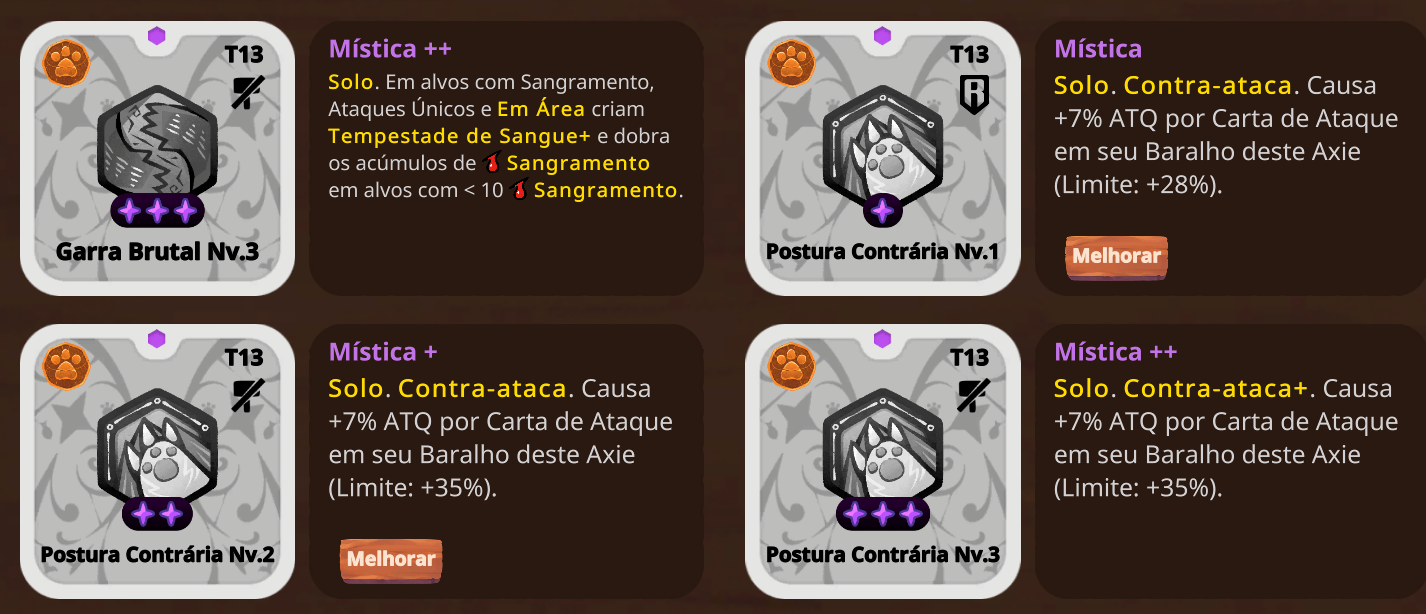 T13
Garra Brutal Nv.3
Mística ++
Solo. Em alvos com Sangramento,
Ataques Únicos e Em Área criam
Tempestade de Sangue+ e dobra
os acúmulos de Sangramento
em alvos com < 10 Sangramento.
T13
R
Postura Contrária Nv.1
Mística
Solo. Contra-ataca. Causa
+7% ATQ por Carta de Ataque
em seu Baralho deste Axie
(Limite: +28%).
Melhorar
T13
Postura Contrária Nv.2
Mística +
Solo. Contra-ataca. Causa
+7% ATQ por Carta de Ataque
em seu Baralho deste Axie
(Limite: +35%).
Melhorar
T13
Postura Contrária Nv.3
Mística ++
Solo. Contra-ataca+. Causa
+7% ATQ por Carta de Ataque
em seu Baralho deste Axie
(Limite: +35%).